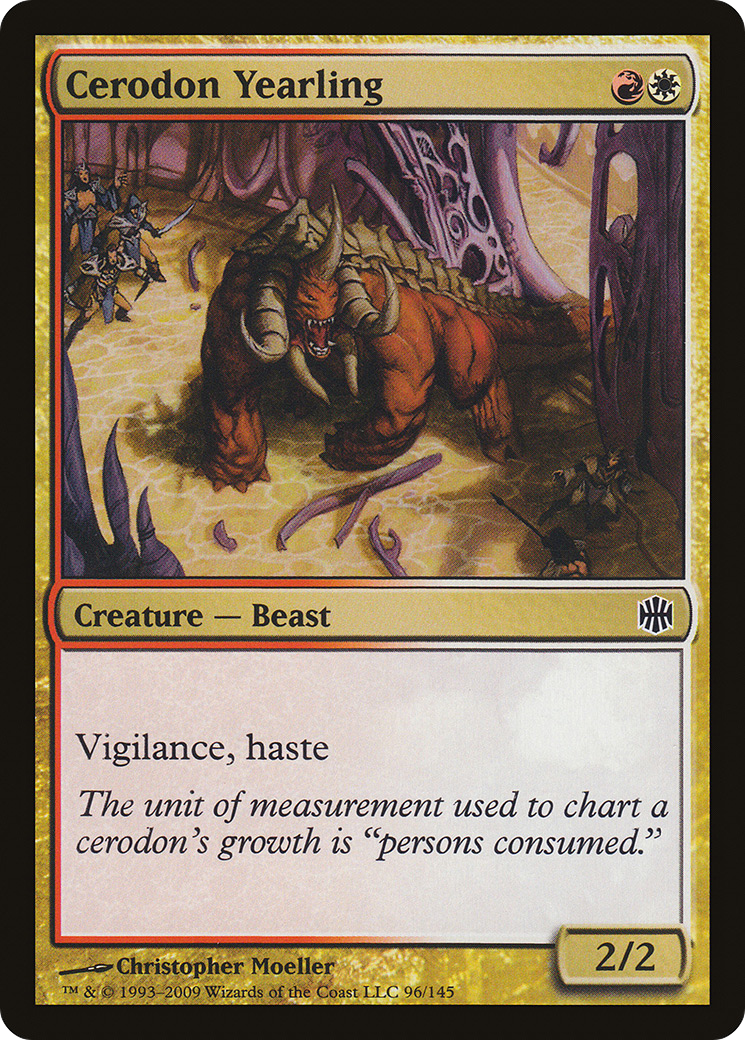 Cerodon Yearling
Creature — Beast
Vigilance, haste
The unit of measurement used to chart a
cerodon's growth is “persons consumed.”
2/2
Christopher Moeller
™ & © 1993–2009 Wizards of the Coast LLC 96/145